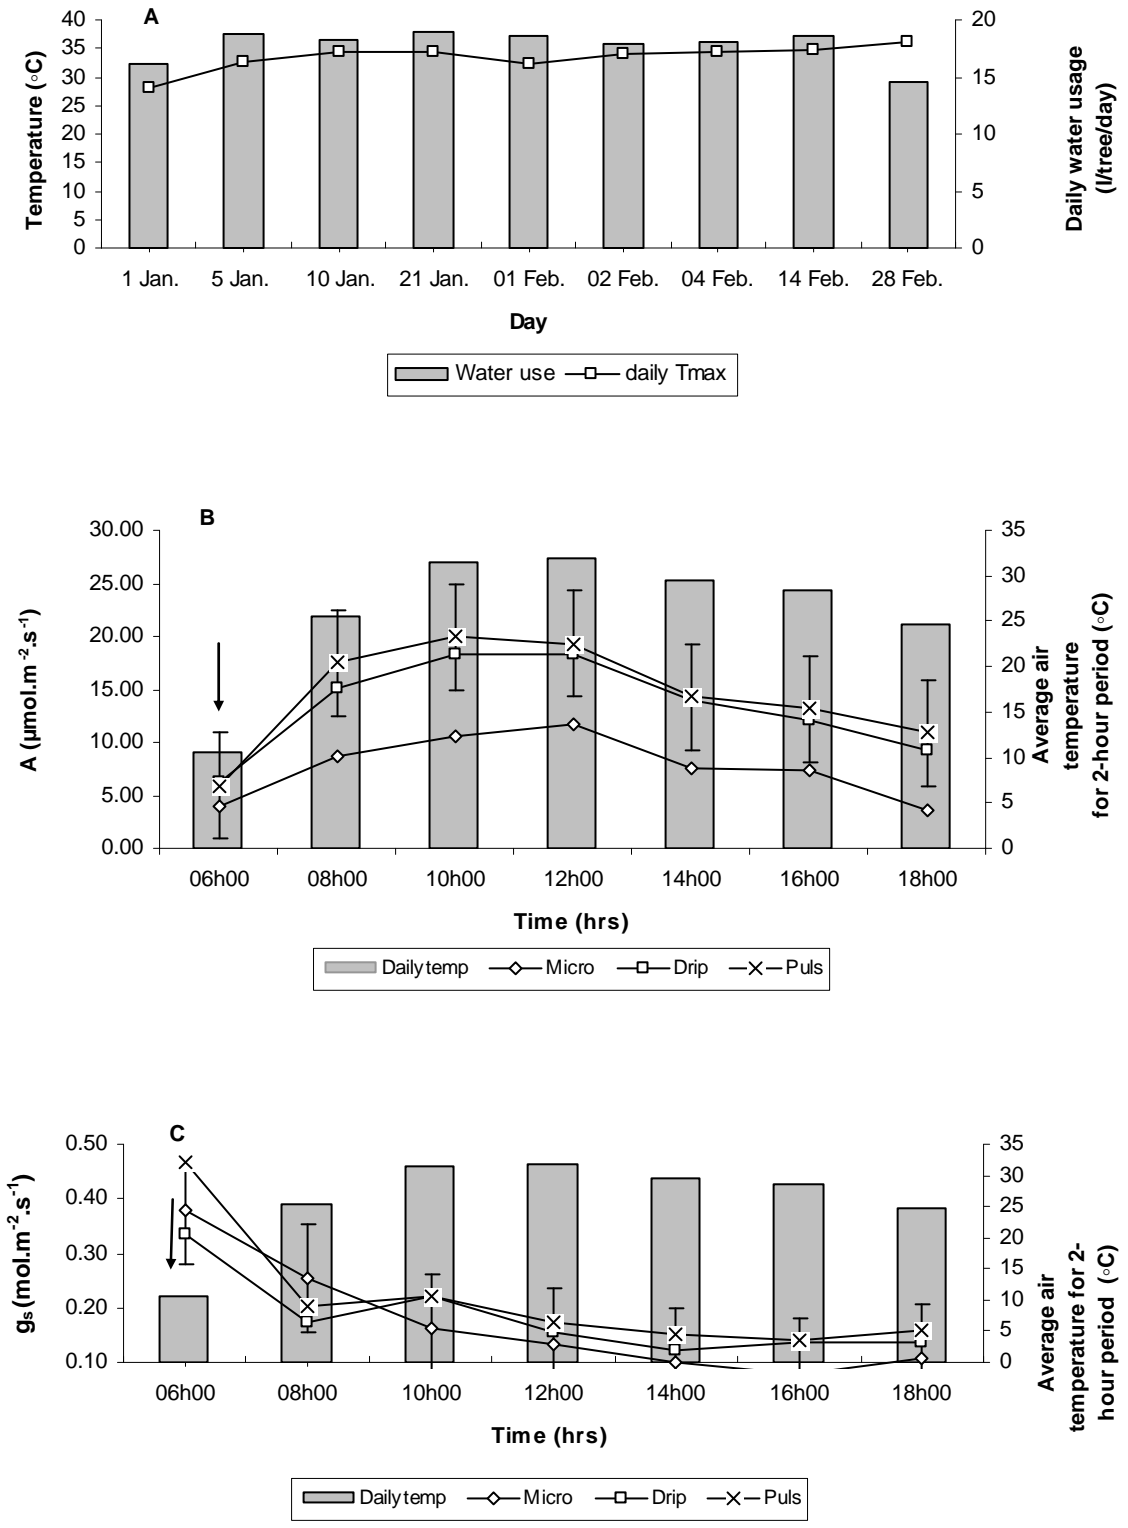 A
Temperature (◦C)
40
35
30
25
20
15
10
5
0
20
15
10
5
0
Daily water usage
(l/tree/day)
1 Jan. 5 Jan. 10 Jan. 21 Jan. 01 Feb. 02 Feb. 04 Feb. 14 Feb. 28 Feb.
Day
Water use daily Tmax
B
A (µmol.m⁻².s⁻¹)
30.00
25.00
20.00
15.00
10.00
5.00
0.00
35
30
25
20
15
10
5
0
Average air
temperature
for 2-hour period (◦C)
06h00 08h00 10h00 12h00 14h00 16h00 18h00
Time (hrs)
Daily temp Micro Drip Puls
C
gs (mol.m⁻².s⁻¹)
0.50
0.40
0.30
0.20
0.10
35
30
25
20
15
10
5
0
Average air
temperature for 2-
hour period (◦C)
06h00 08h00 10h00 12h00 14h00 16h00 18h00
Time (hrs)
Daily temp Micro Drip Puls